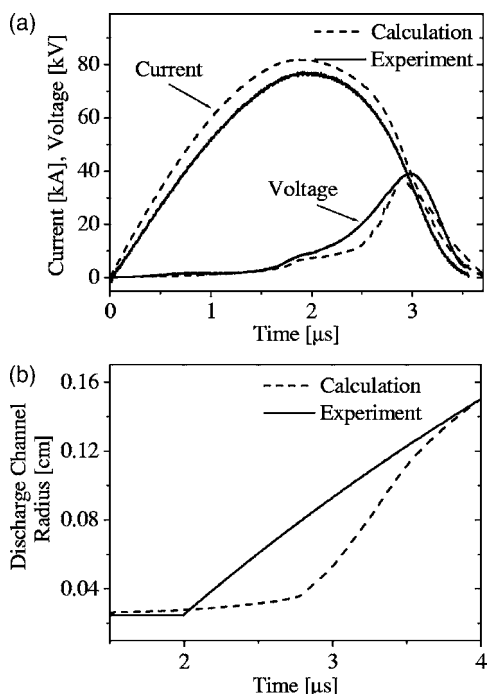 (a)
Calculation
Experiment
Current
Voltage
Current [kA], Voltage [kV]
80
60
40
20
0
0
1
2
3
Time [μs]
(b)
Calculation
Experiment
Discharge Channel
Radius [cm]
0.16
0.12
0.08
0.04
2
3
4
Time [μs]